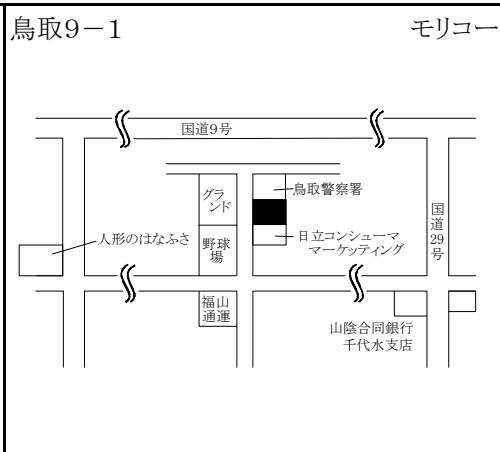 鳥取9－1
モリコー
国道9号
グラ
ンド
鳥取警察署
人形のはなふさ
野球
場
日立コンシューマ
マーケッティング
国道29号
福山
通運
山陰合同銀行
千代水支店